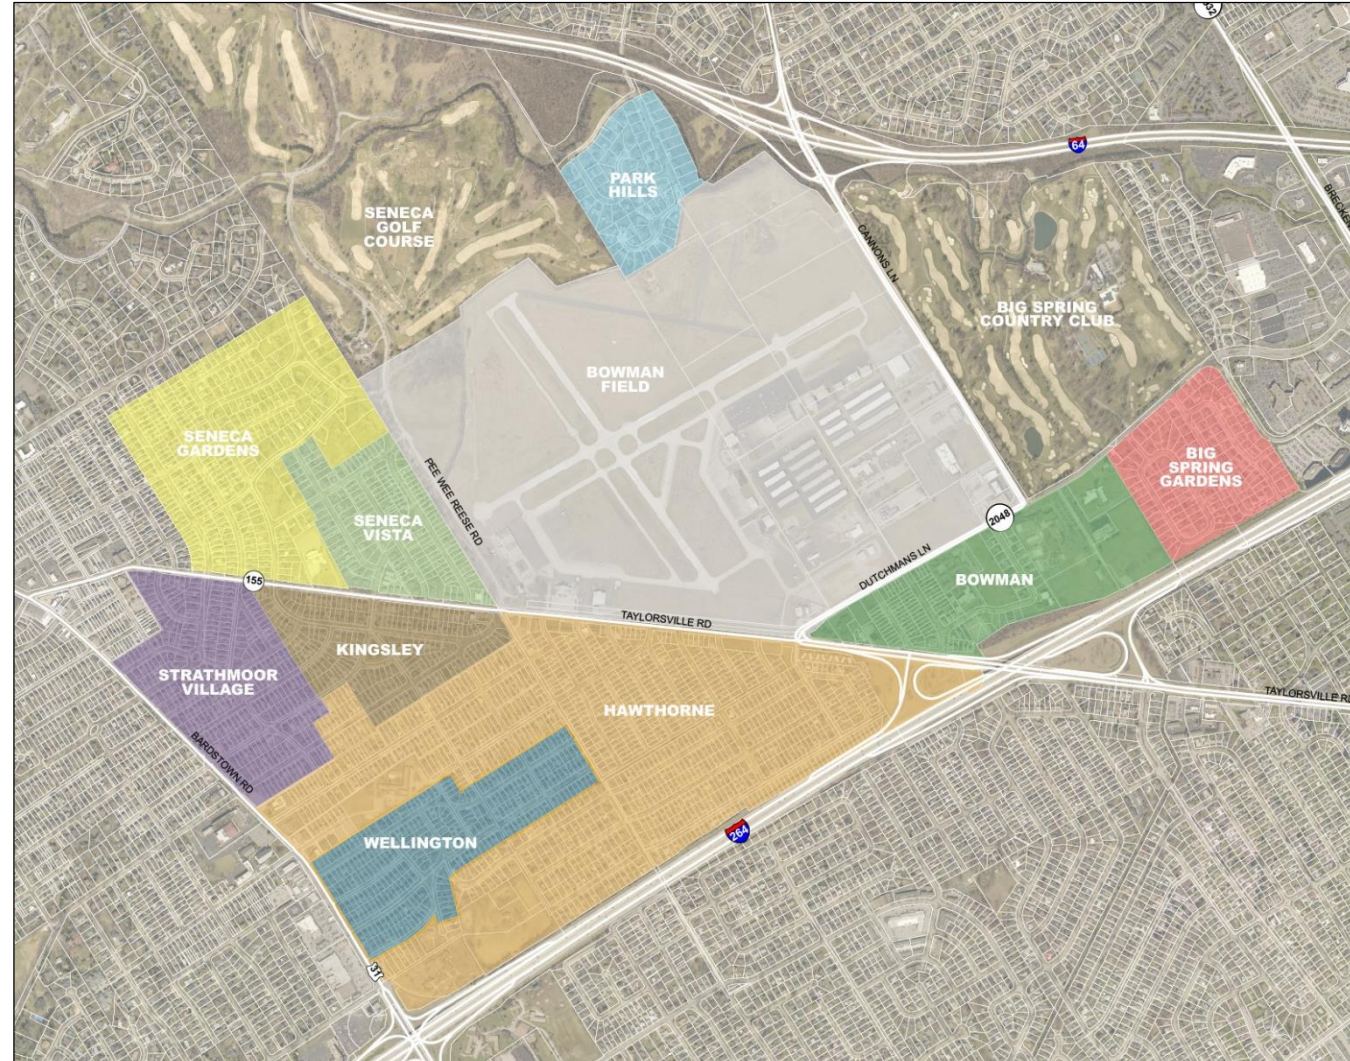 64
PARK
HILLS
SENECA
GOLF
COURSE
CANNONS LN
BIG SPRING
COUNTRY CLUB
BOWMAN
FIELD
SENECA
GARDENS
BIG
SPRING
GARDENS
PEE WEE REESE RD
SENECA
VISTA
2048
DUTCHMANS LN
BOWMAN
155
TAYLORSVILLE RD
KINGSLEY
STRATHMOOR
VILLAGE
TAYLORSVILLE RD
HAWTHORNE
BARDSTOWN RD
264
WELLINGTON